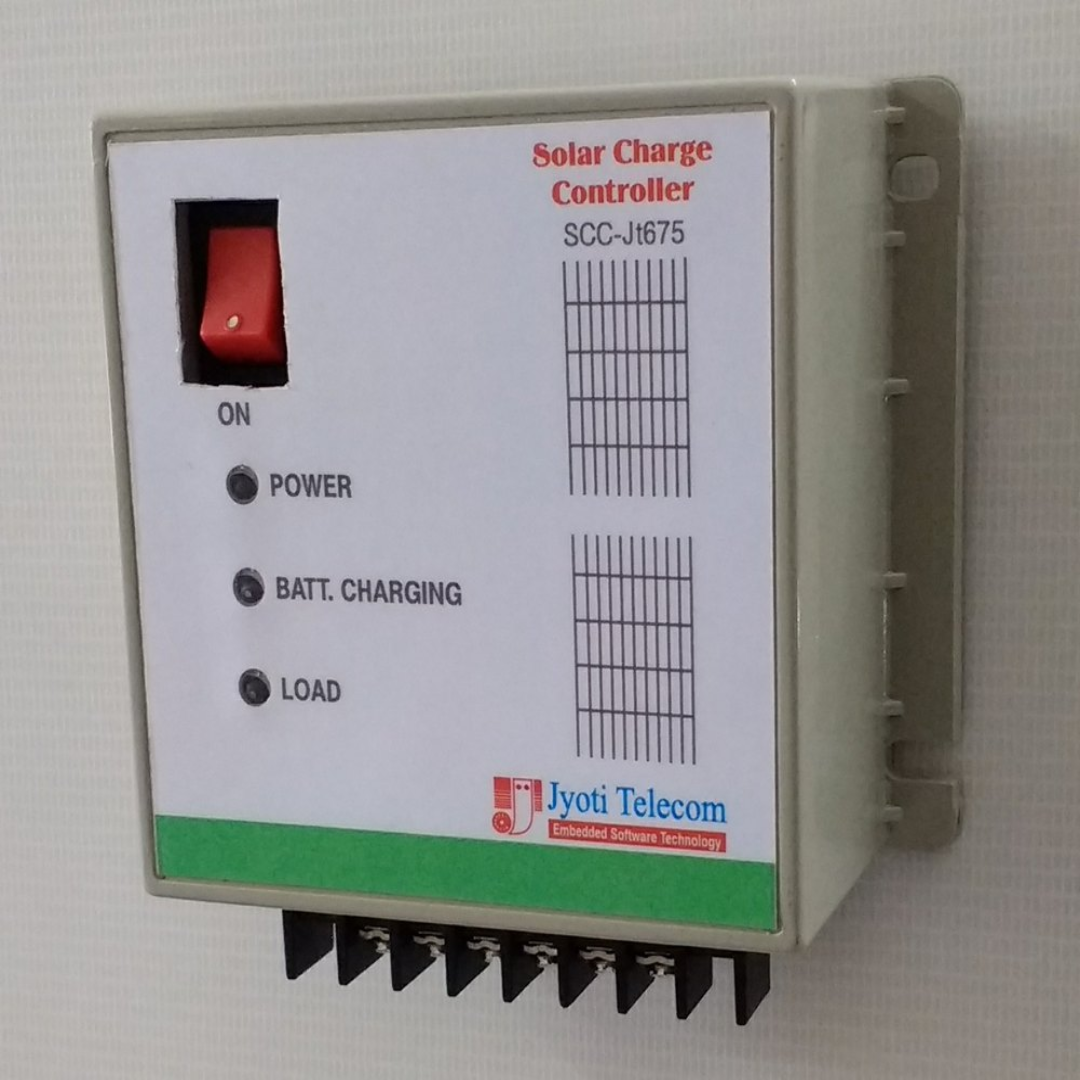 Solar Charge
Controller
SCC-Jt675
ON
POWER
BATT. CHARGING
LOAD
Jyoti Telecom
Embedded Software Technology